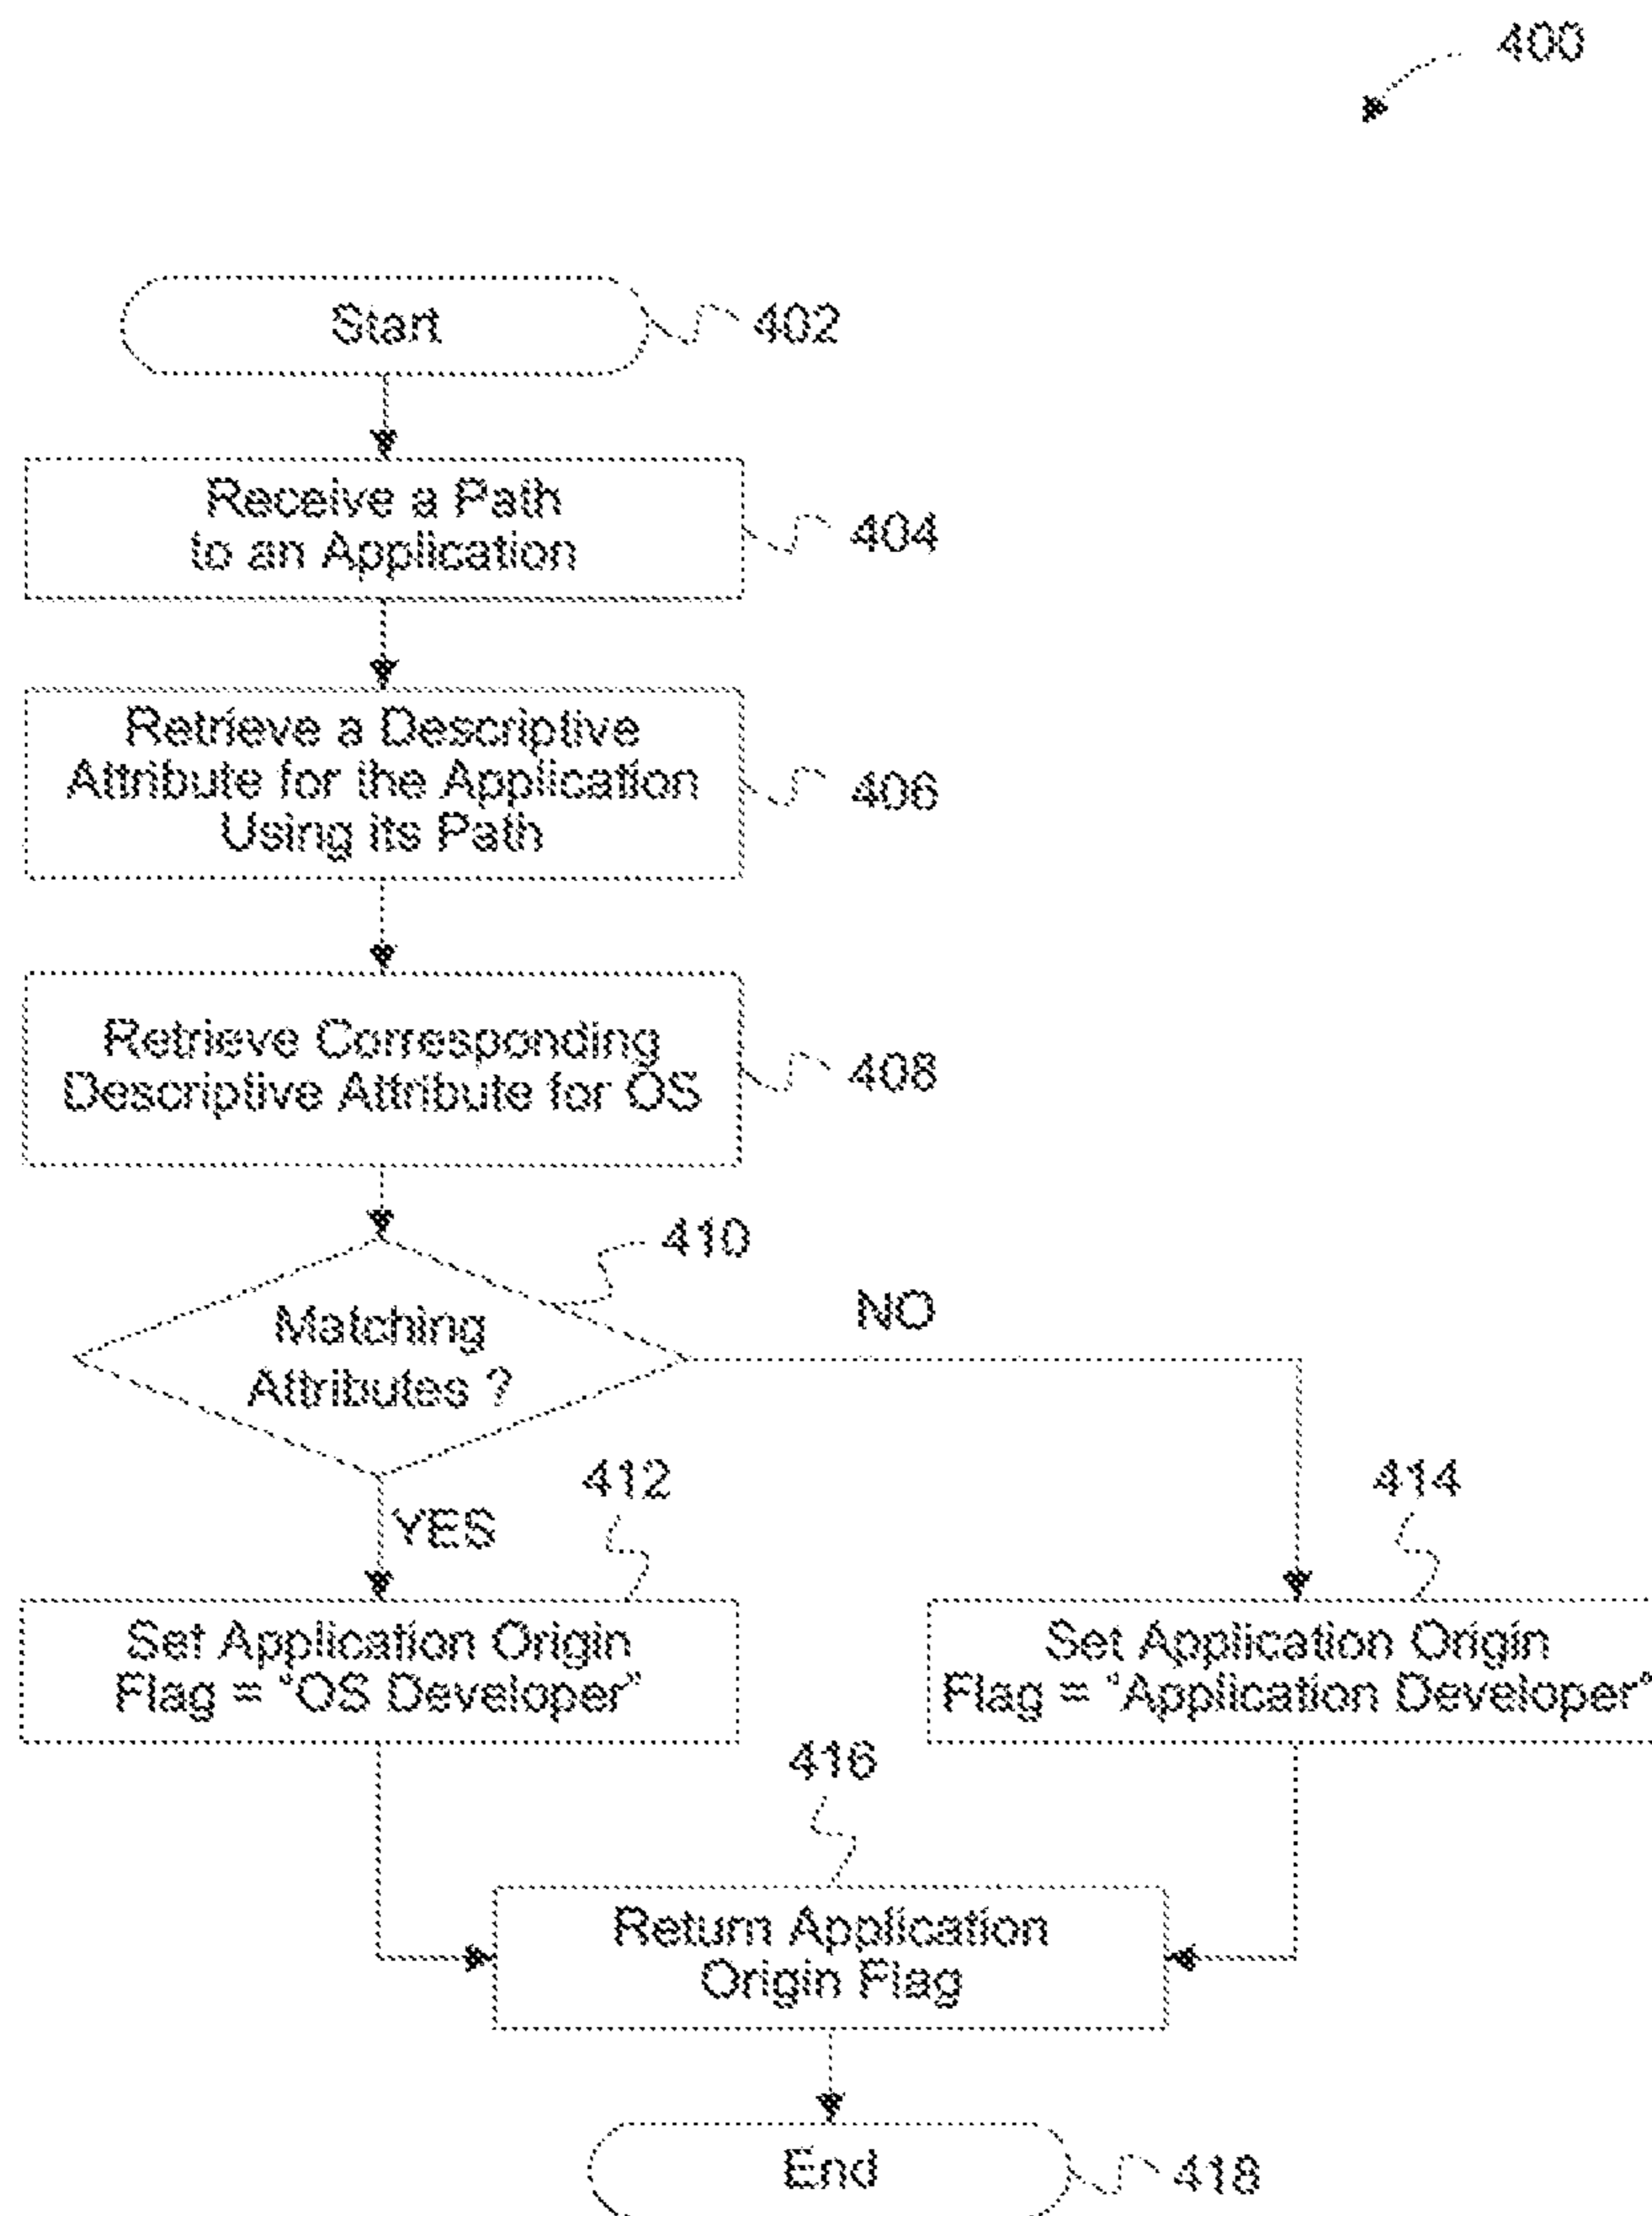 400
Start
402
Receive a Path
to an Application
404
Retrieve a Descriptive
Attribute for the Application
Using its Path
406
Retrieve Corresponding
Descriptive Attribute for OS
408
410
Matching
Attributes ?
NO
YES
412
414
Set Application Origin
Flag = "OS Developer"
Set Application Origin
Flag = "Application Developer"
416
Return Application
Origin Flag
End
418